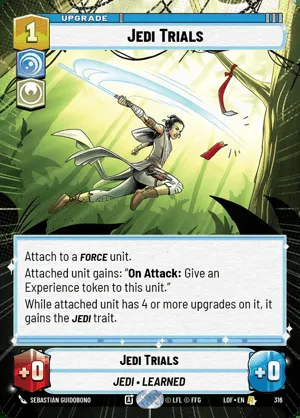 UPGRADE
1
JEDI TRIALS
Attach to a FORCE unit.
Attached unit gains: "On Attack: Give an
Experience token to this unit."
While attached unit has 4 or more upgrades on it, it
gains the JEDI trait.
JEDI TRIALS
+0
JEDI • LEARNED
+0
SEBASTIAN GUIDOBONO
© LFL © FFG
LOF • EN
316